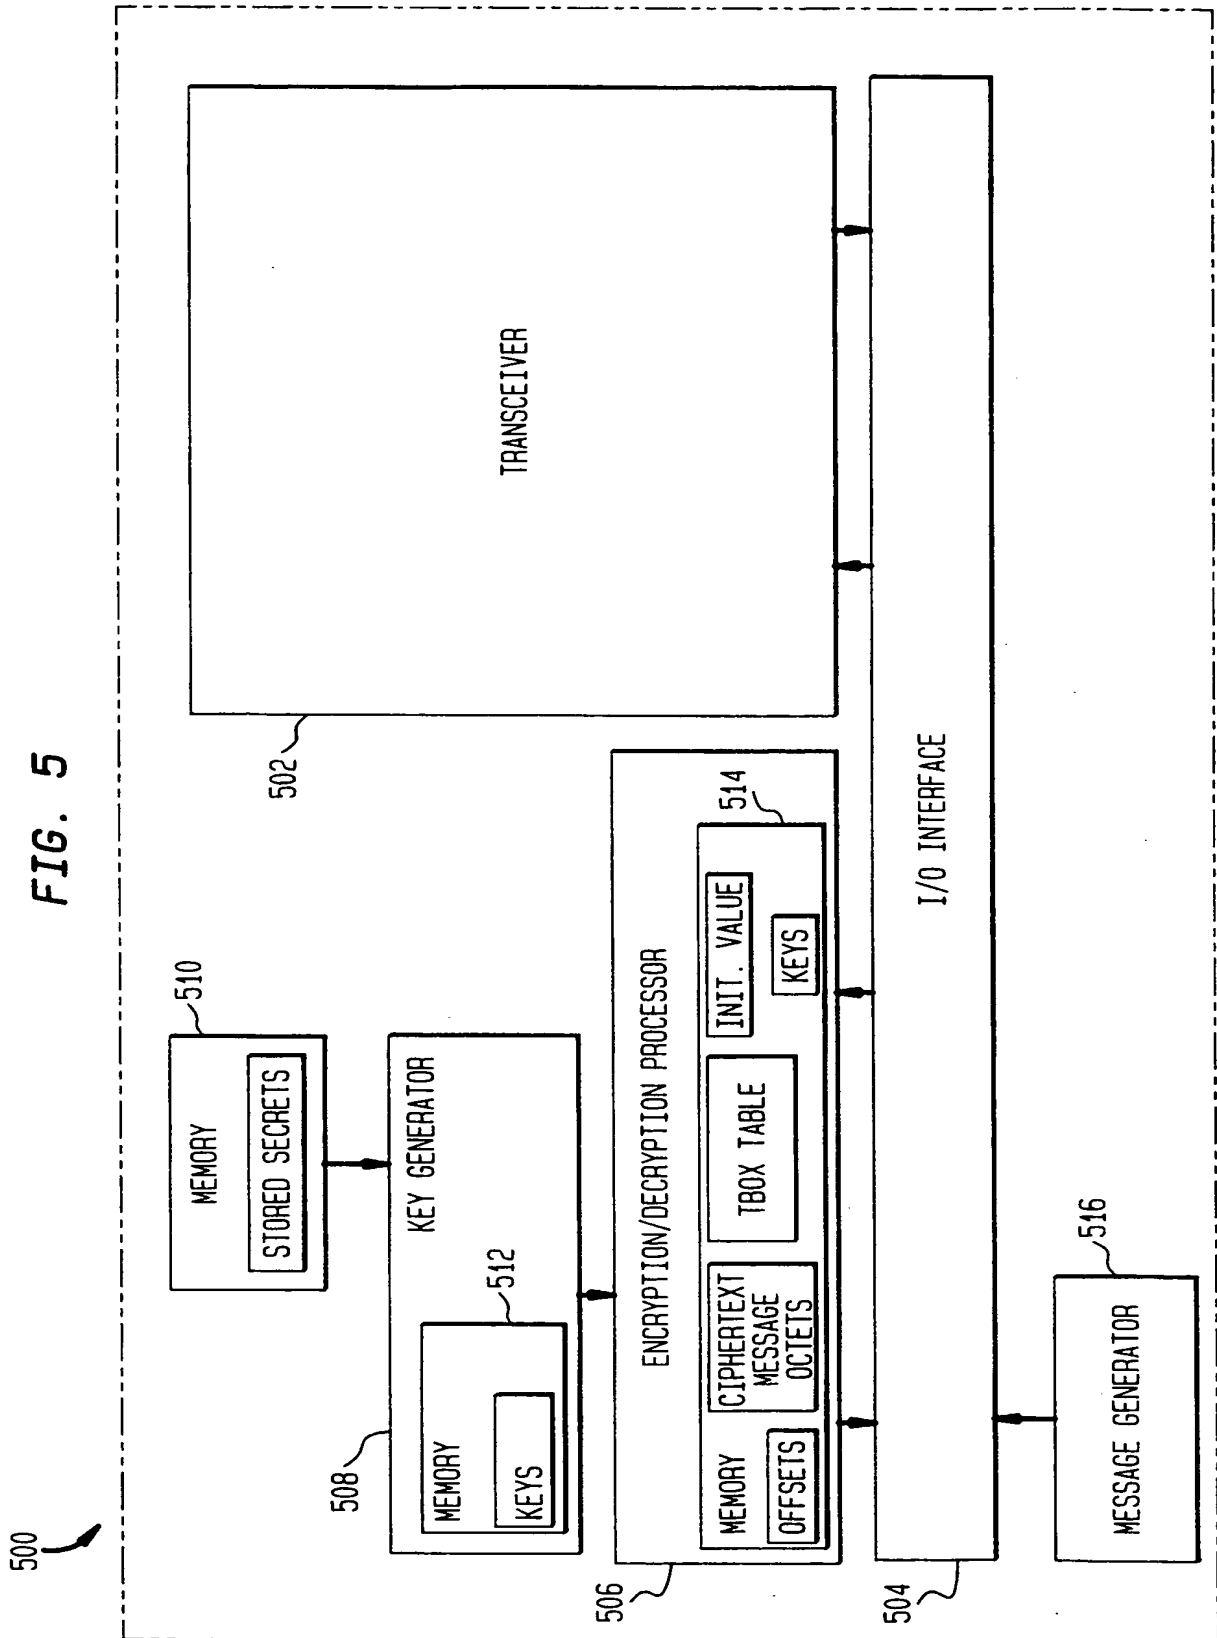 FIG. 5
500
502
TRANSCEIVER
510
MEMORY
STORED SECRETS
508
KEY GENERATOR
512
MEMORY
KEYS
506
ENCRYPTION/DECRYPTION PROCESSOR
514
MEMORY
OFFSETS
CIPHERTEXT
MESSAGE
OCTETS
TBOX TABLE
INIT. VALUE
KEYS
504
I/O INTERFACE
516
MESSAGE GENERATOR